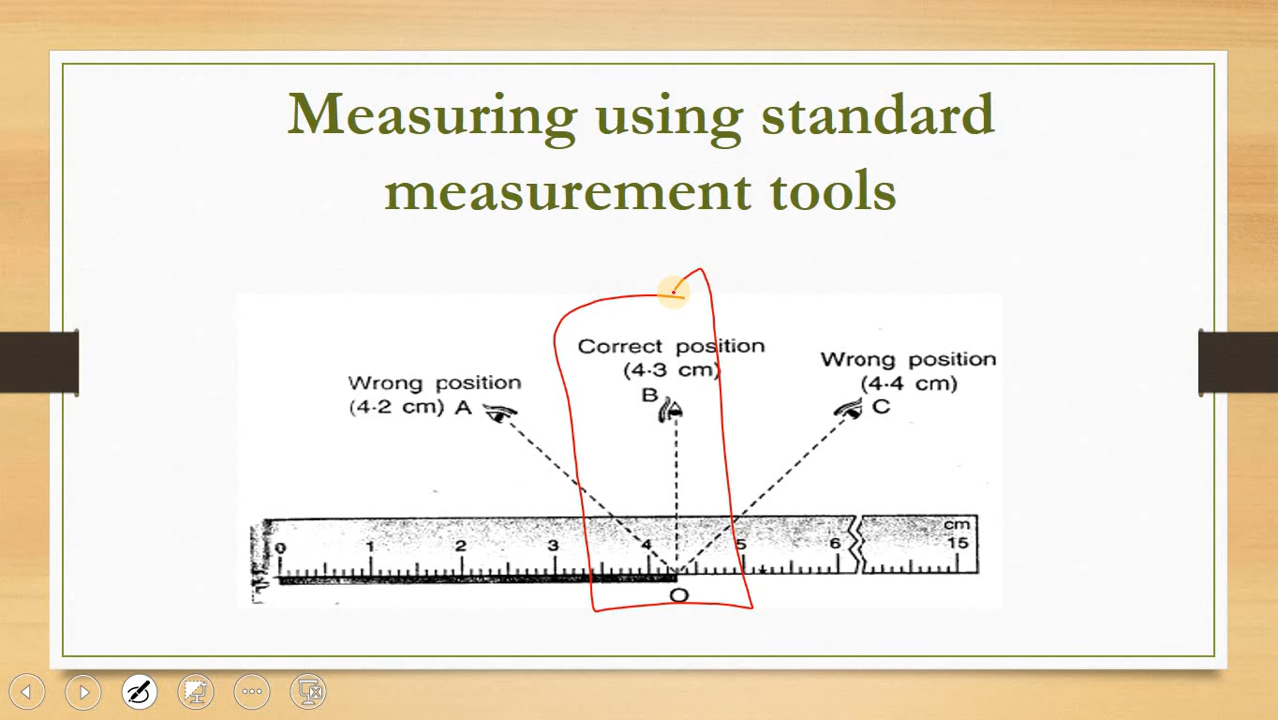 Measuring using standard
measurement tools
Correct position
(4·3 cm)
B
Wrong position
(4·2 cm) A
Wrong position
(4·4 cm)
C
cm
0 1 2 3 4 5 6 15
O